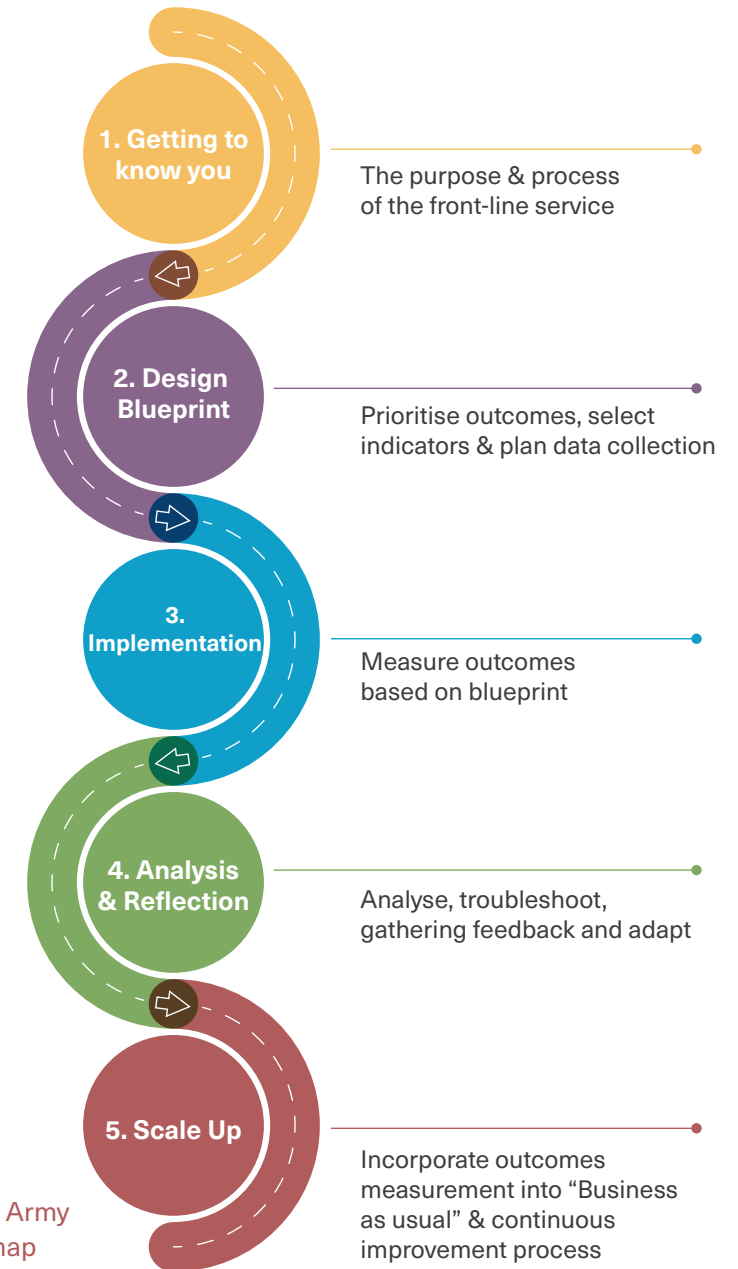 1. Getting to
know you
The purpose & process
of the front-line service
2. Design
Blueprint
Prioritise outcomes, select
indicators & plan data collection
3.
Implementation
Measure outcomes
based on blueprint
4. Analysis
& Reflection
Analyse, troubleshoot,
gathering feedback and adapt
5. Scale Up
Incorporate outcomes
measurement into “Business
as usual” & continuous
improvement process
Army